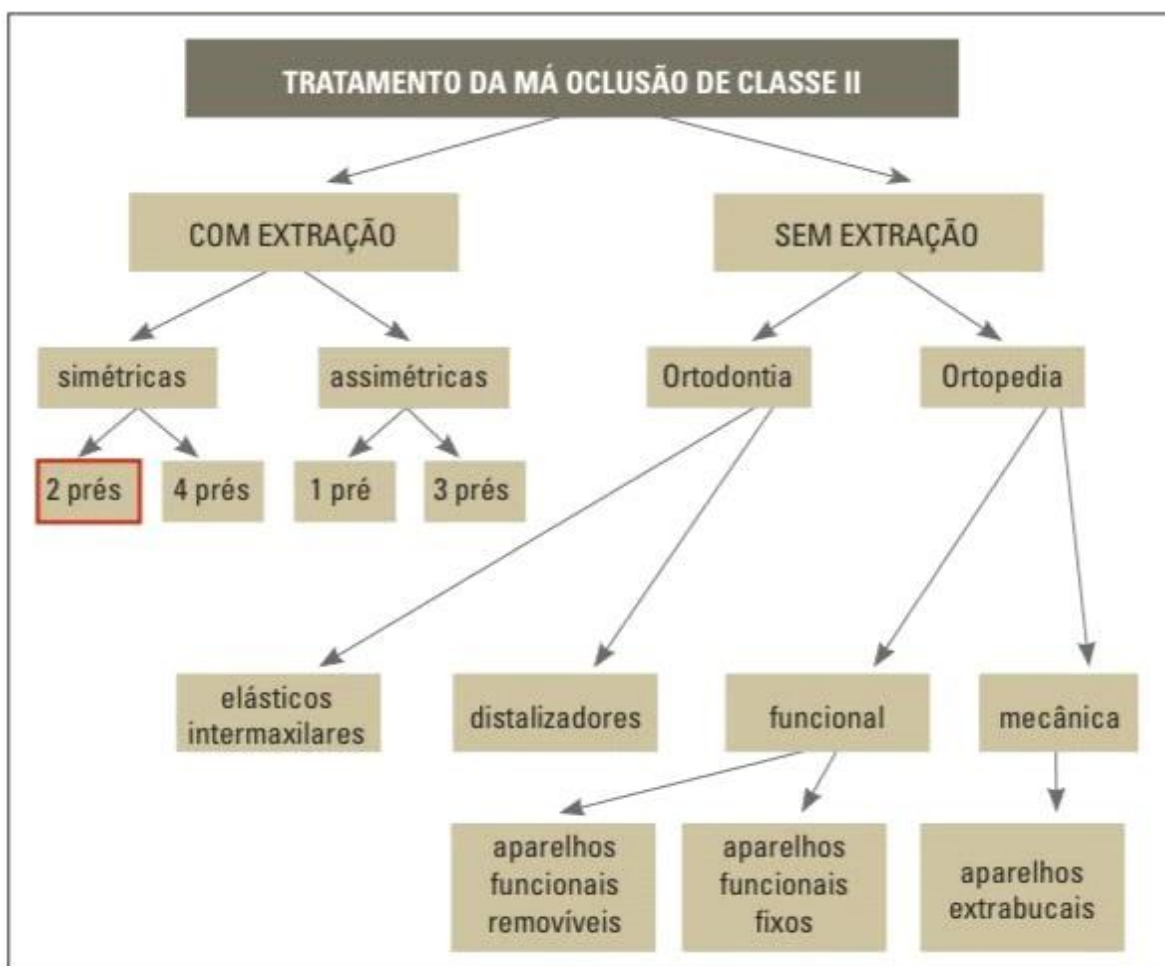 TRATAMENTO DA MÁ OCLUSÃO DE CLASSE II
COM EXTRAÇÃO
SEM EXTRAÇÃO
simétricas
assimétricas
Ortodontia
Ortopedia
2 prés
4 prés
1 pré
3 prés
elásticos
intermaxilares
distalizadores
funcional
mecânica
aparelhos
funcionais
removíveis
aparelhos
funcionais
fixos
aparelhos
extrabucais